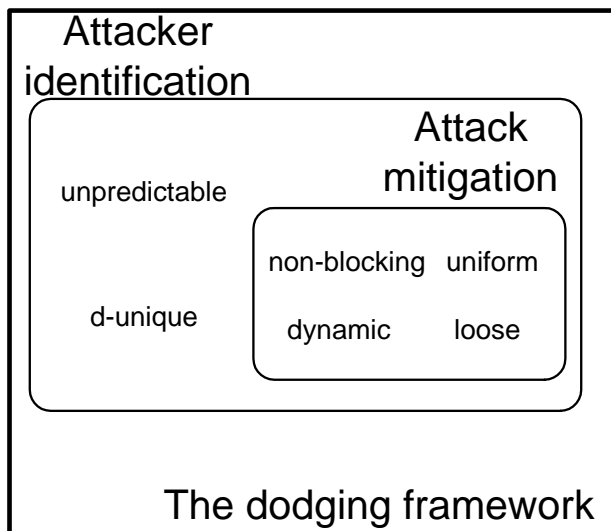 Attacker
identification
Attack
mitigation
unpredictable
non-blocking uniform
d-unique
dynamic loose
The dodging framework